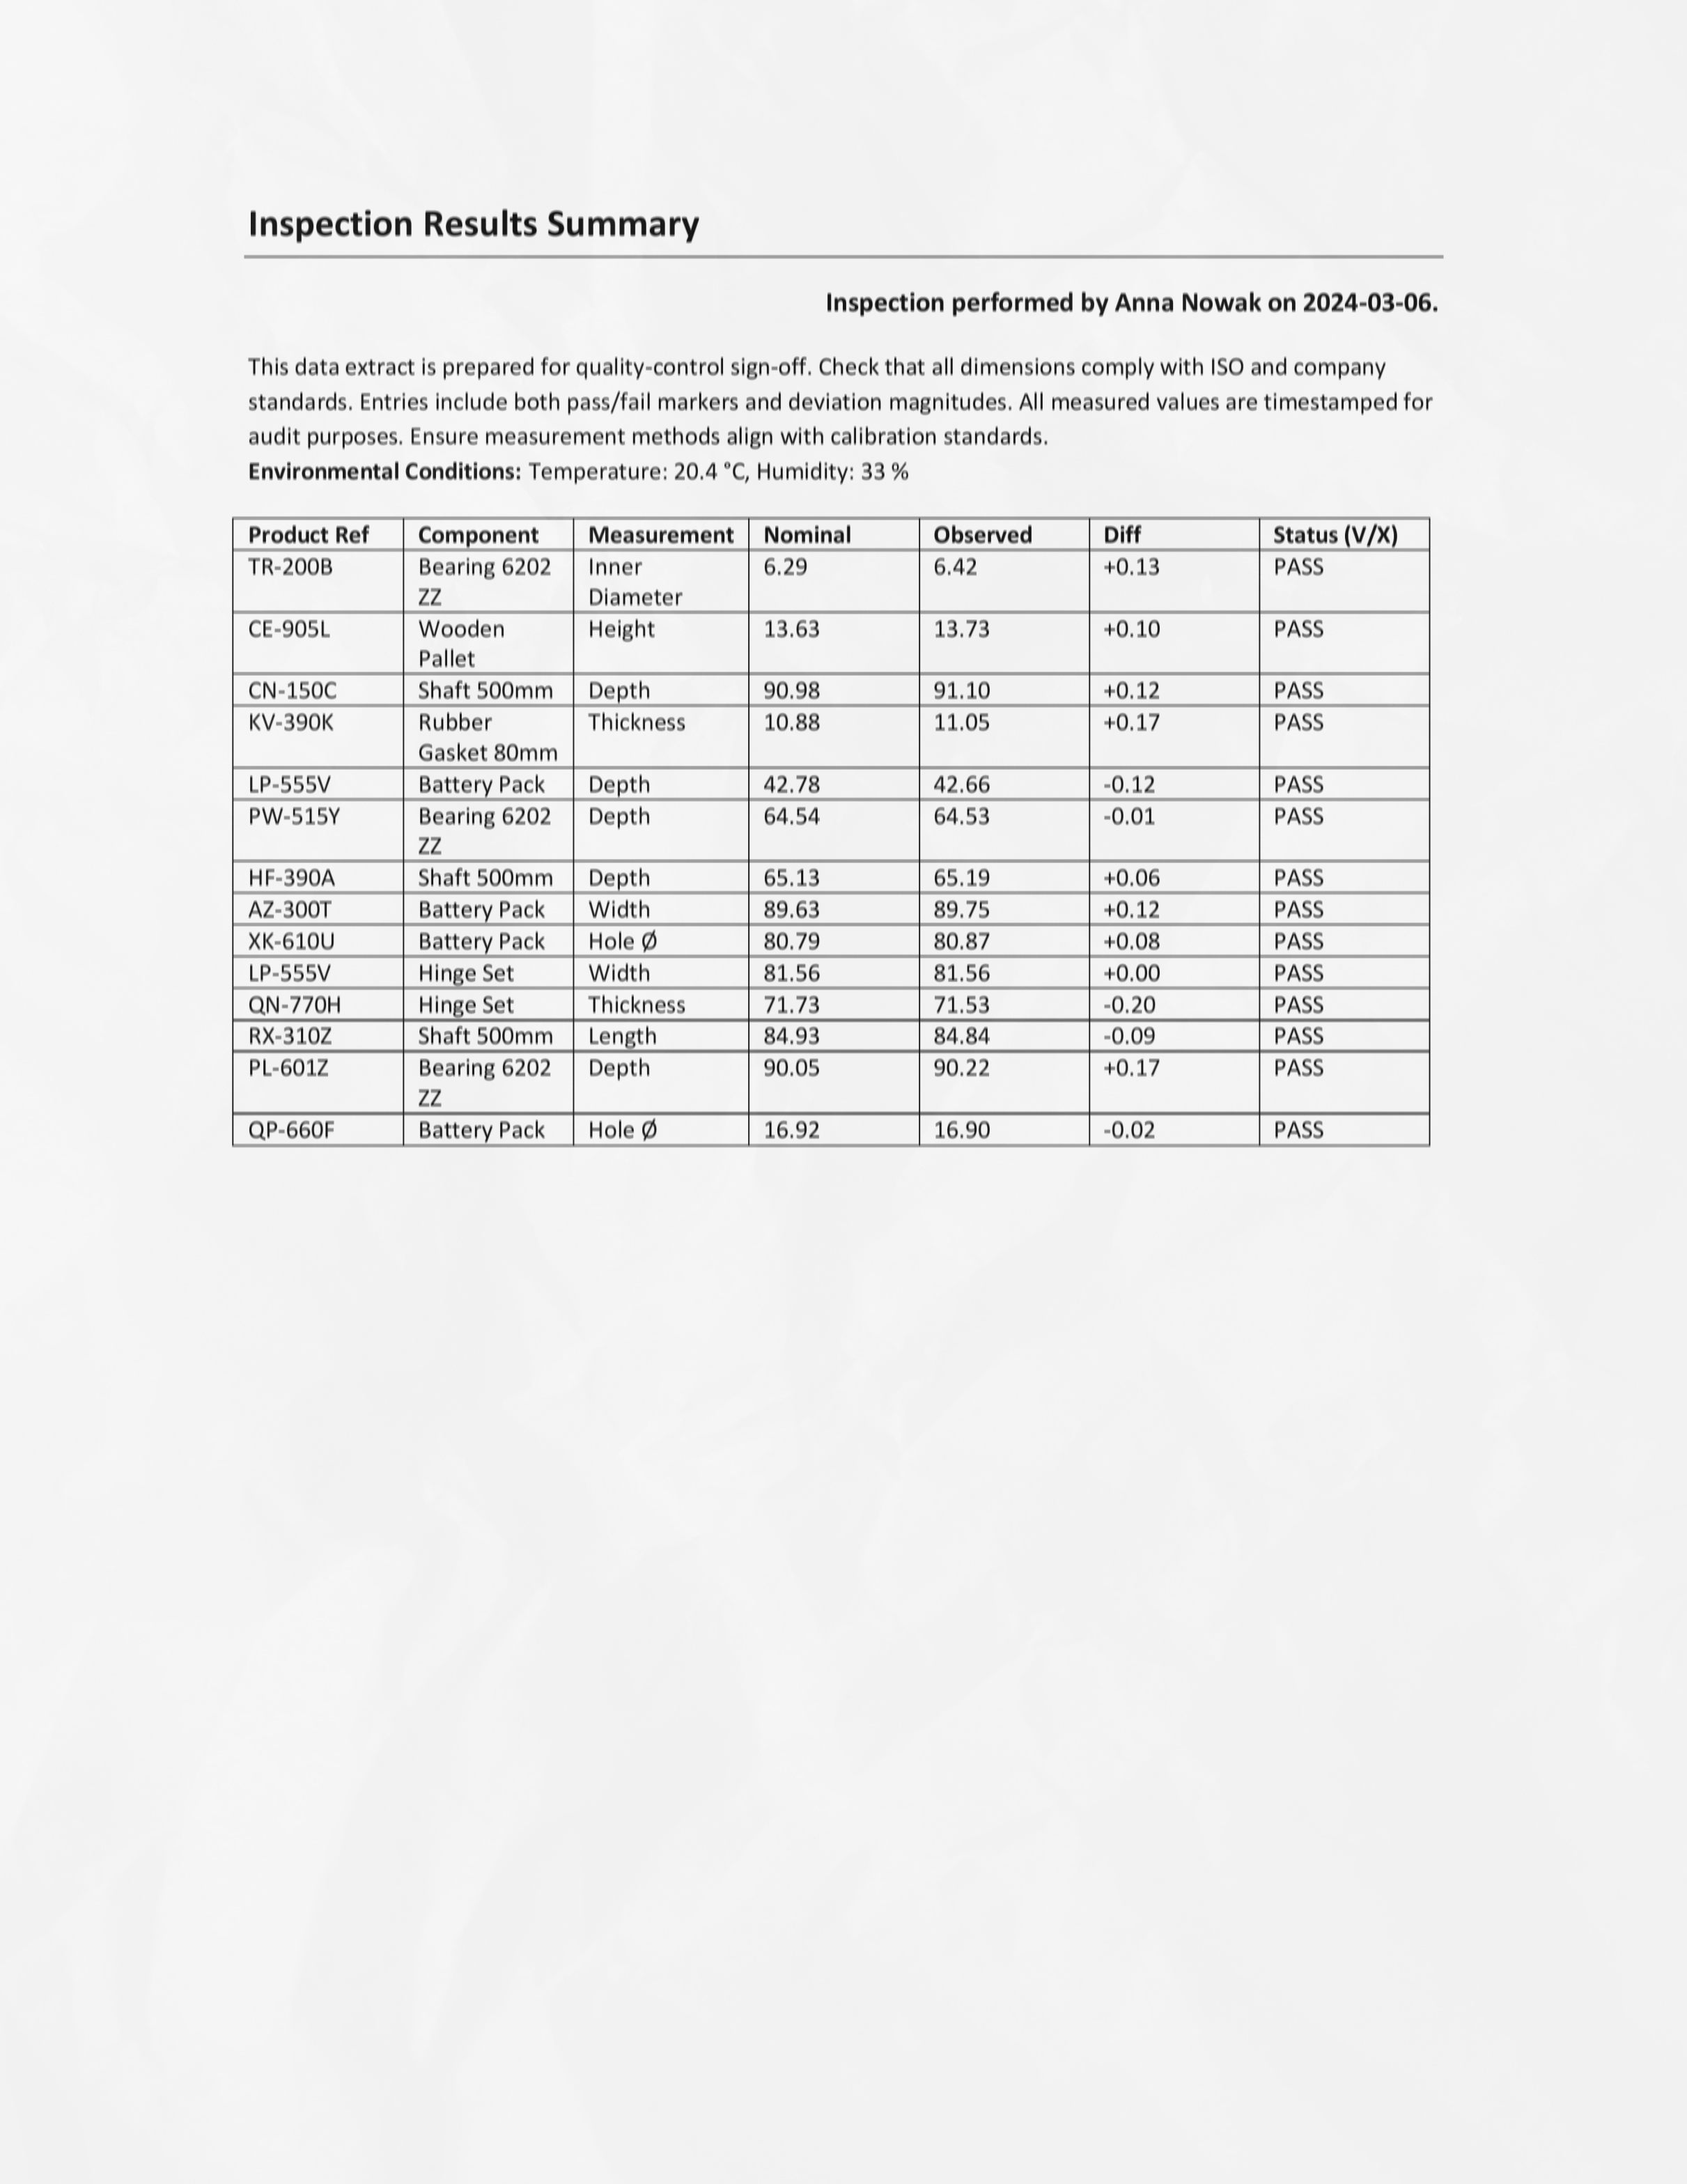 Inspection Results Summary
Inspection performed by Anna Nowak on 2024-03-06.
This data extract is prepared for quality-control sign-off. Check that all dimensions comply with ISO and company
standards. Entries include both pass/fail markers and deviation magnitudes. All measured values are timestamped for
audit purposes. Ensure measurement methods align with calibration standards.
Environmental Conditions: Temperature: 20.4 °C, Humidity: 33 %
Product Ref Component Measurement Nominal Observed Diff Status (V/X)
TR-200B Bearing 6202 Inner 6.29 6.42 +0.13 PASS
ZZ Diameter
CE-905L Wooden Height 13.63 13.73 +0.10 PASS
Pallet
CN-150C Shaft 500mm Depth 90.98 91.10 +0.12 PASS
KV-390K Rubber Thickness 10.88 11.05 +0.17 PASS
Gasket 80mm
LP-555V Battery Pack Depth 42.78 42.66 -0.12 PASS
PW-515Y Bearing 6202 Depth 64.54 64.53 -0.01 PASS
ZZ
HF-390A Shaft 500mm Depth 65.13 65.19 +0.06 PASS
AZ-300T Battery Pack Width 89.63 89.75 +0.12 PASS
XK-610U Battery Pack Hole Ø 80.79 80.87 +0.08 PASS
LP-555V Hinge Set Width 81.56 81.56 +0.00 PASS
QN-770H Hinge Set Thickness 71.73 71.53 -0.20 PASS
RX-310Z Shaft 500mm Length 84.93 84.84 -0.09 PASS
PL-601Z Bearing 6202 Depth 90.05 90.22 +0.17 PASS
ZZ
QP-660F Battery Pack Hole Ø 16.92 16.90 -0.02 PASS